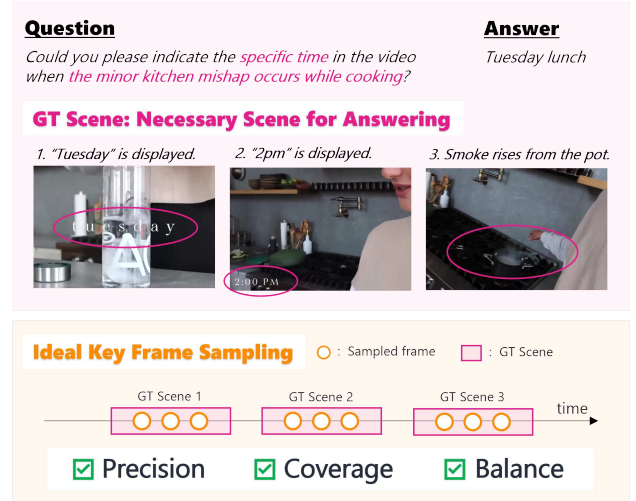 Question
Answer
Could you please indicate the specific time in the video
when the minor kitchen mishap occurs while cooking?
Tuesday lunch
GT Scene: Necessary Scene for Answering
1. “Tuesday” is displayed.
2. “2pm” is displayed.
3. Smoke rises from the pot.
tuesday
2:00 PM
Ideal Key Frame Sampling
: Sampled frame
: GT Scene
GT Scene 1
GT Scene 2
GT Scene 3
time
Precision
Coverage
Balance